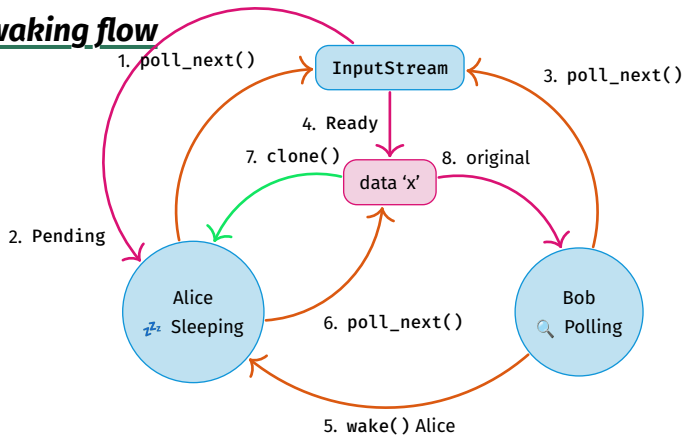 waking flow
1. poll_next()
InputStream
3. poll_next()
4. Ready
7. clone()
8. original
data ‘x’
2. Pending
Alice
💤 Sleeping
Bob
🔍 Polling
6. poll_next()
5. wake() Alice